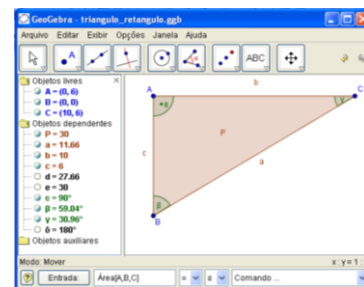 GeoGebra - triangulo_retangulo.ggb
Arquivo Editar Exibir Opções Janela Ajuda
A
ABC
Objetos livres
A = (0, 6)
B = (0, 0)
C = (10, 6)
Objetos dependentes
P = 30
a = 11.66
b = 10
c = 6
d = 27.66
e = 30
α = 90°
β = 59.04°
γ = 30.96°
δ = 180°
Objetos auxiliares
b
A
C
α
γ
P
c
a
β
B
Modo: Mover
x : y = 1 :
Entrada:
Área[A,B,C]
=
Comando ...